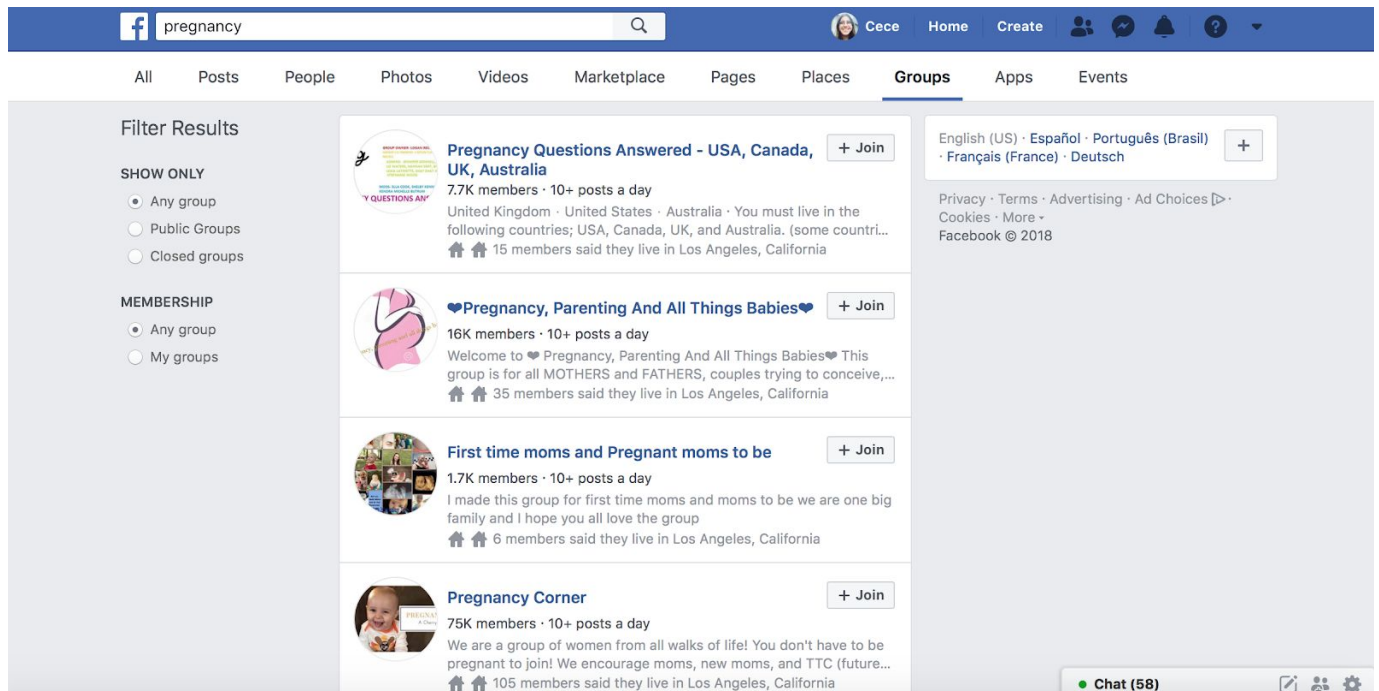 f pregnancy Cece Home Create
All Posts People Photos Videos Marketplace Pages Places Groups Apps Events
Filter Results
SHOW ONLY
Any group
Public Groups
Closed groups
MEMBERSHIP
Any group
My groups
Pregnancy Questions Answered - USA, Canada,
UK, Australia
+ Join
7.7K members · 10+ posts a day
United Kingdom · United States · Australia · You must live in the
following countries; USA, Canada, UK, and Australia. (some countri...
15 members said they live in Los Angeles, California
❤Pregnancy, Parenting And All Things Babies❤
+ Join
16K members · 10+ posts a day
Welcome to ❤ Pregnancy, Parenting And All Things Babies❤ This
group is for all MOTHERS and FATHERS, couples trying to conceive,...
35 members said they live in Los Angeles, California
First time moms and Pregnant moms to be
+ Join
1.7K members · 10+ posts a day
I made this group for first time moms and moms to be we are one big
family and I hope you all love the group
6 members said they live in Los Angeles, California
Pregnancy Corner
+ Join
75K members · 10+ posts a day
We are a group of women from all walks of life! You don't have to be
pregnant to join! We encourage moms, new moms, and TTC (future...
105 members said they live in Los Angeles, California
English (US) · Español · Português (Brasil)
· Français (France) · Deutsch
+
Privacy · Terms · Advertising · Ad Choices ·
Cookies · More
Facebook © 2018
Chat (58)